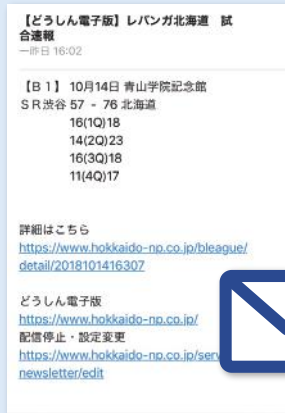 【どうしん電子版】レバンガ北海道 試
合速報
一昨日 16:02
【B１】 10月14日 青山学院記念館
ＳＲ渋谷 57 - 76 北海道
16(1Q)18
14(2Q)23
16(3Q)18
11(4Q)17
詳細はこちら
https://www.hokkaido-np.co.jp/bleague/
detail/2018101416307
どうしん電子版
https://www.hokkaido-np.co.jp/
配信停止・設定変更
https://www.hokkaido-np.co.jp/
newsletter/edit